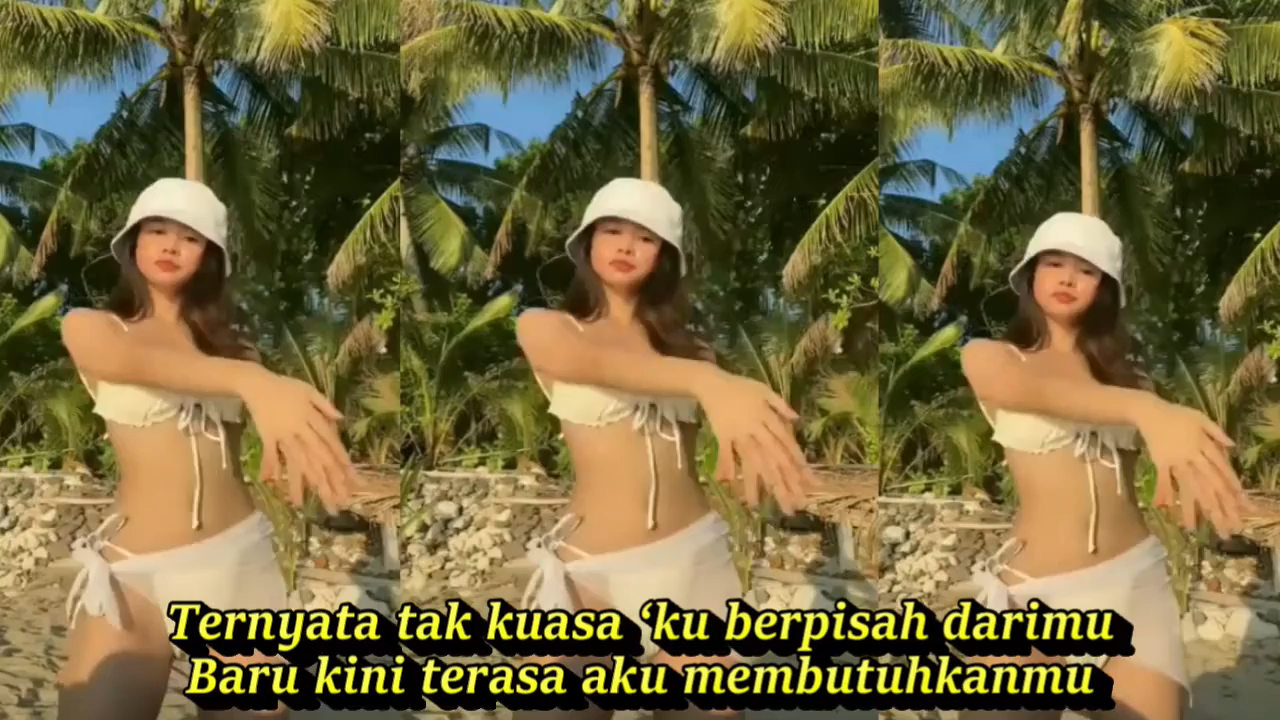 Ternyata tak kuasa ‘ku berpisah darimu
Baru kini terasa aku membutuhkanmu